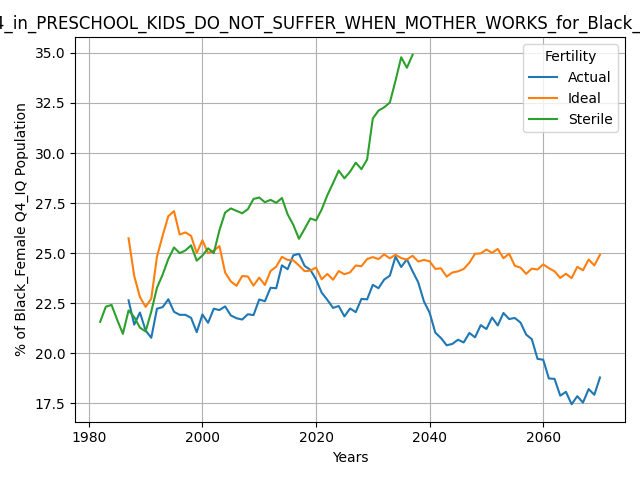 4_in_PRESCHOOL_KIDS_DO_NOT_SUFFER_WHEN_MOTHER_WORKS_for_Black_
% of Black_Female Q4_IQ Population
35.0
32.5
30.0
27.5
25.0
22.5
20.0
17.5
Fertility
Actual
Ideal
Sterile
1980
2000
2020
2040
2060
Years